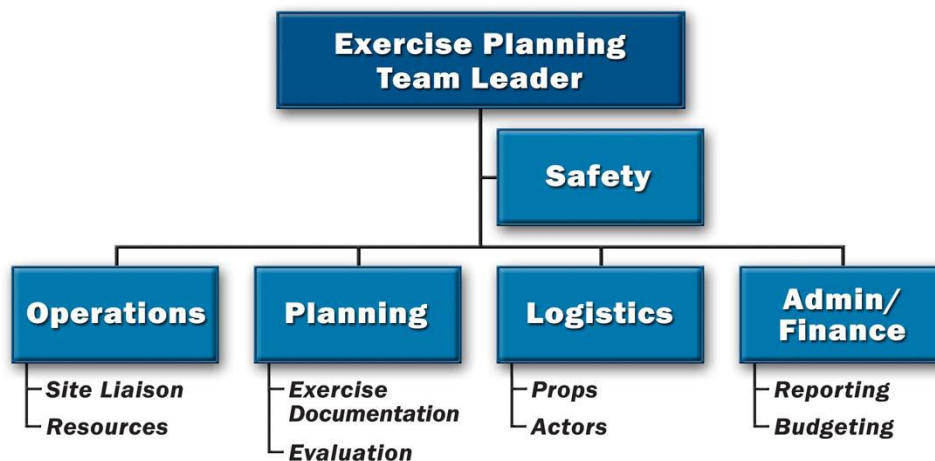 Exercise Planning
Team Leader
Safety
Operations
Planning
Logistics
Admin/
Finance
Site Liaison
Resources
Exercise
Documentation
Evaluation
Props
Actors
Reporting
Budgeting